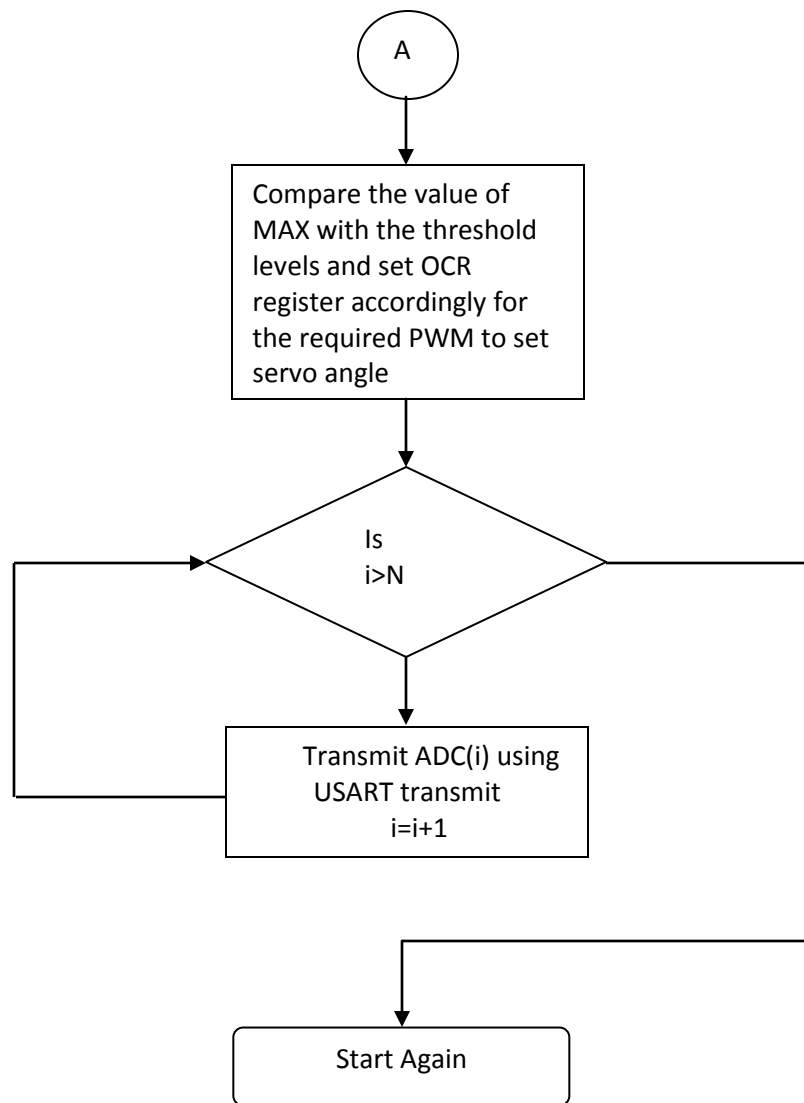 A
Compare the value of
MAX with the threshold
levels and set OCR
register accordingly for
the required PWM to set
servo angle
Is
i>N
Transmit ADC(i) using
USART transmit
i=i+1
Start Again